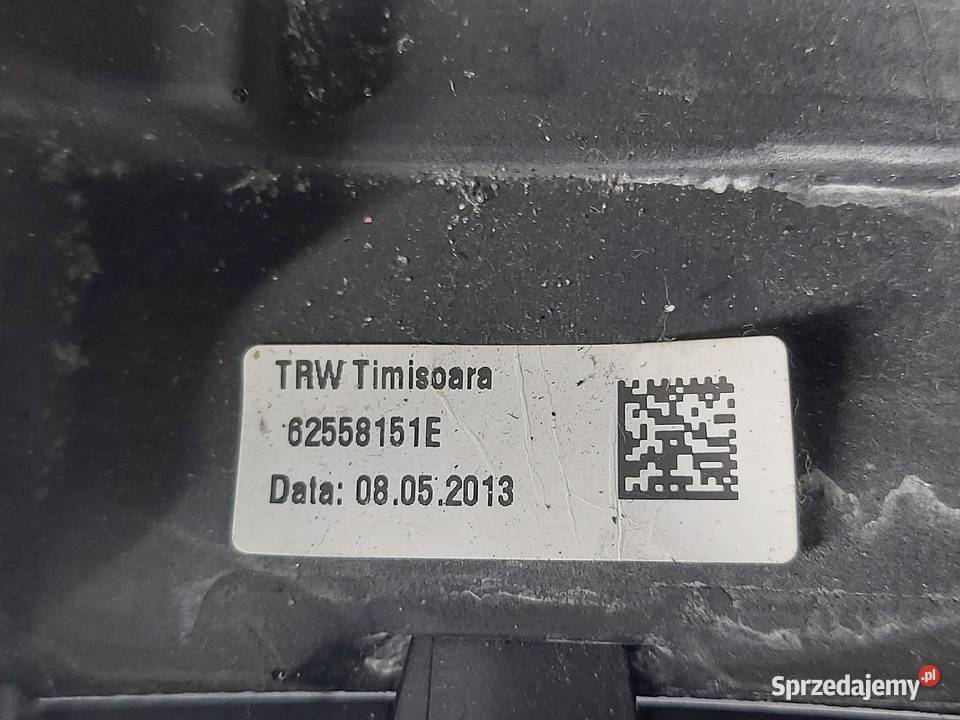 TRW Timisoara
62558151E
Data: 08.05.2013
Sprzedajemy.pl